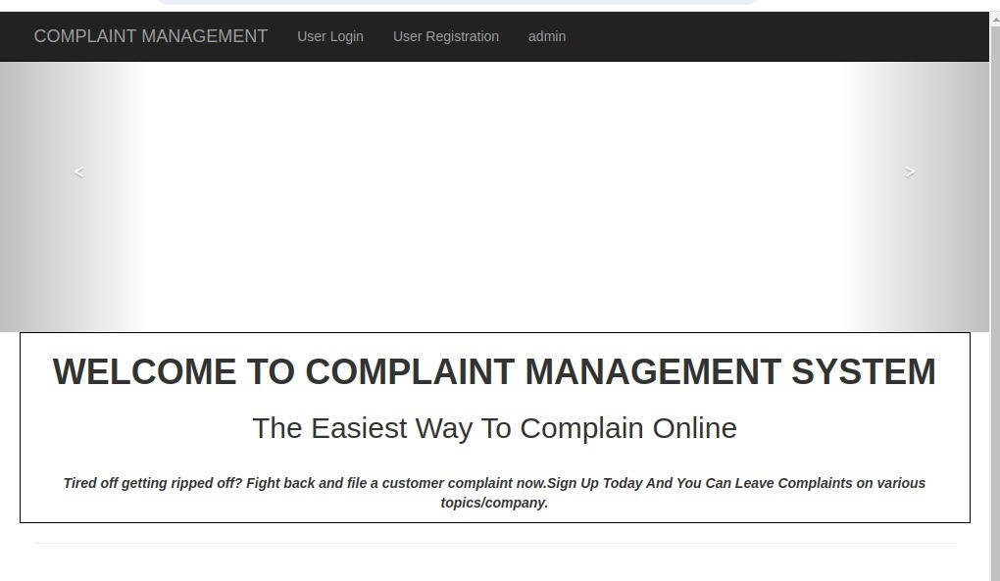 COMPLAINT MANAGEMENT User Login User Registration admin
< >
WELCOME TO COMPLAINT MANAGEMENT SYSTEM
The Easiest Way To Complain Online
Tired off getting ripped off? Fight back and file a customer complaint now.Sign Up Today And You Can Leave Complaints on various
topics/company.